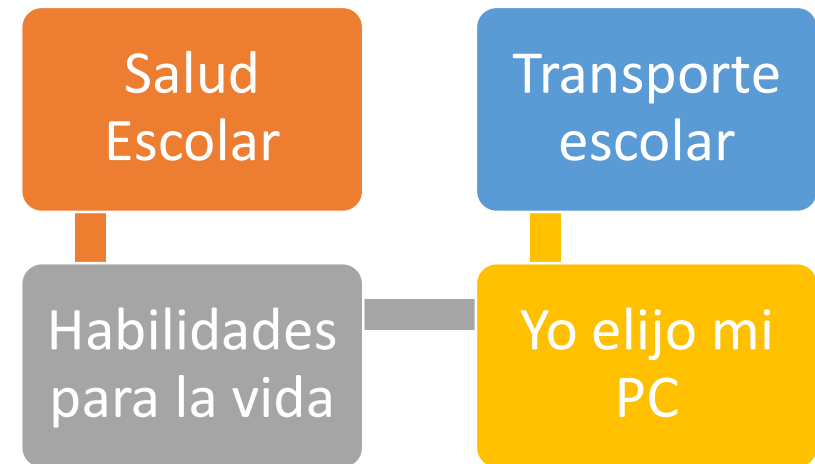 Salud
Escolar
Habilidades
para la vida
Yo elijo mi
PC
Transporte
escolar